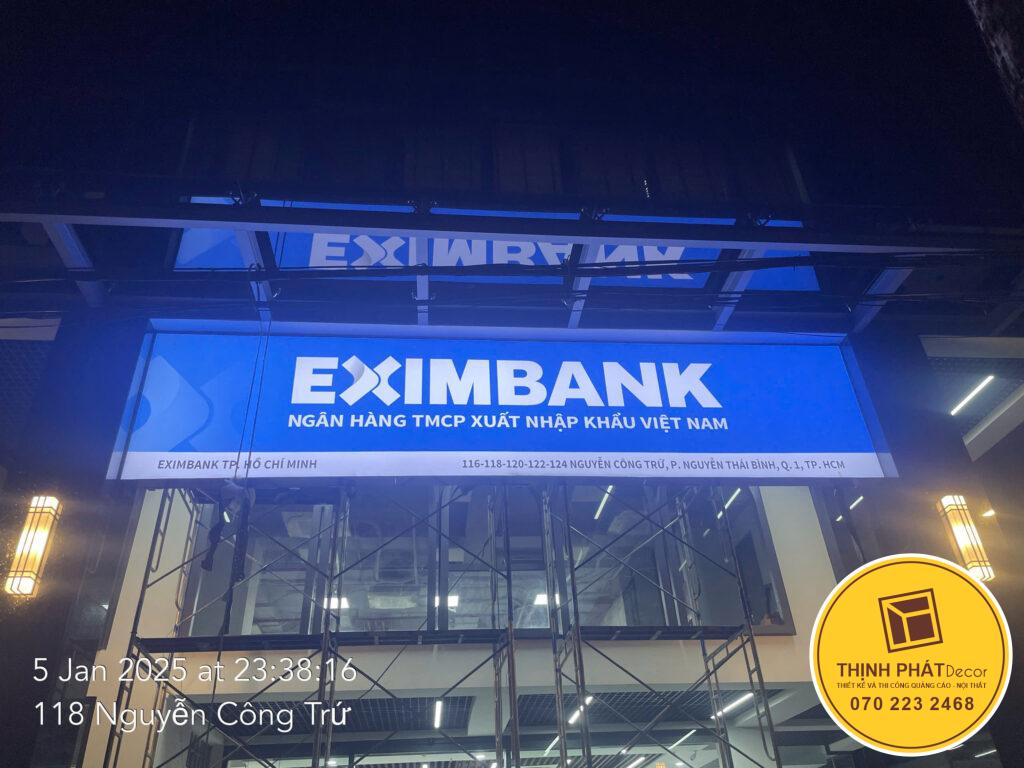 EXIMBANK
EXIMBANK
NGÂN HÀNG TMCP XUẤT NHẬP KHẨU VIỆT NAM
EXIMBANK TP. HỒ CHÍ MINH
116-118-120-122-124 NGUYỄN CÔNG TRỨ, P. NGUYỄN THÁI BÌNH, Q. 1, TP. HCM
5 Jan 2025 at 23:38:16
118 Nguyễn Công Trứ
THỊNH PHÁT Decor
THIẾT KẾ VÀ THI CÔNG QUẢNG CÁO - NỘI THẤT
070 223 2468